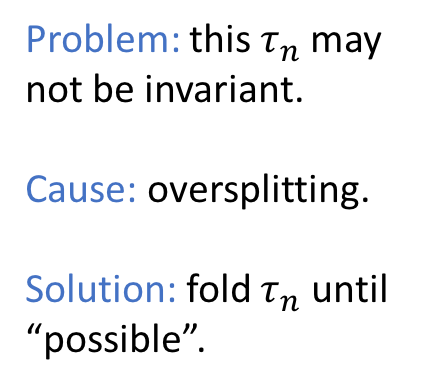 Problem: this τₙ may
not be invariant.
Cause: oversplitting.
Solution: fold τₙ until
“possible”.